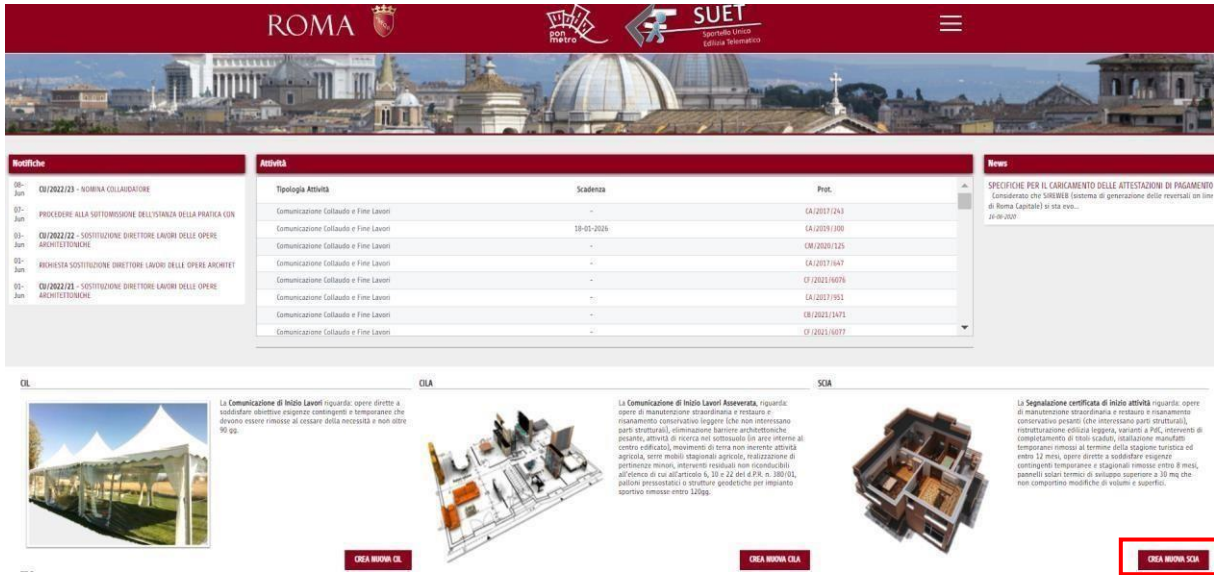 ROMA
pon
metro
SUET
Sportello Unico
Edilizia Telematico
Notifiche
08-
Jun
CU/2022/23 - NOMINA COLLAUDATORE
07-
Jun
PROCEDERE ALLA SOTTOMISSIONE DELL'ISTANZA DELLA PRATICA CON
03-
Jun
CU/2022/22 - SOSTITUZIONE DIRETTORE LAVORI DELLE OPERE
ARCHITETTONICHE
01-
Jun
RICHIESTA SOSTITUZIONE DIRETTORE LAVORI DELLE OPERE ARCHITET
01-
Jun
CU/2022/21 - SOSTITUZIONE DIRETTORE LAVORI DELLE OPERE
ARCHITETTONICHE
Attività
Tipologia Attività Scadenza Prot.
Comunicazione Collaudo e Fine Lavori - CA/2017/243
Comunicazione Collaudo e Fine Lavori 18-01-2026 CA/2019/300
Comunicazione Collaudo e Fine Lavori - CM/2020/125
Comunicazione Collaudo e Fine Lavori - CA/2017/647
Comunicazione Collaudo e Fine Lavori - CF/2021/6076
Comunicazione Collaudo e Fine Lavori - CA/2017/951
Comunicazione Collaudo e Fine Lavori - CB/2021/1471
Comunicazione Collaudo e Fine Lavori - CF/2021/6077
News
SPECIFICHE PER IL CARICAMENTO DELLE ATTESTAZIONI DI PAGAMENTO
Considerato che SIREWEB (sistema di generazione delle reversali on line
di Roma Capitale) si sta evo...
26-08-2020
CIL
La Comunicazione di Inizio Lavori riguarda: opere dirette a
soddisfare obiettive esigenze contingenti e temporanee che
devono essere rimosse al cessare della necessità e non oltre
90 gg.
CREA NUOVA CIL
CILA
La Comunicazione di Inizio Lavori Asseverata, riguarda:
opere di manutenzione straordinaria e restauro e
risanamento conservativo leggere (che non interessano
parti strutturali), eliminazione barriere architettoniche
pesante, attività di ricerca nel sottosuolo (in aree interne al
centro edificato), movimenti di terra non inerente attività
agricola, serre mobili stagionali agricole, realizzazione di
pertinenze minori, interventi residuali non riconducibili
all'elenco di cui all'articolo 6, 10 e 22 del d.P.R. n. 380/01,
palloni pressostatici o strutture geodetiche per impianto
sportivo rimosse entro 120gg.
CREA NUOVA CILA
SCIA
La Segnalazione certificata di inizio attività riguarda: opere
di manutenzione straordinaria e restauro e risanamento
conservativo pesanti (che interessano parti strutturali),
ristrutturazione edilizia leggera, varianti a PdC, interventi di
completamento di titoli scaduti, istallazione manufatti
temporanei rimossi al termine della stagione turistica ed
entro 12 mesi, opere dirette a soddisfare esigenze
contingenti temporanee e stagionali rimosse entro 8 mesi,
pannelli solari termici di sviluppo superiore a 30 mq che
non comportino modifiche di volumi e superfici.
CREA NUOVA SCIA